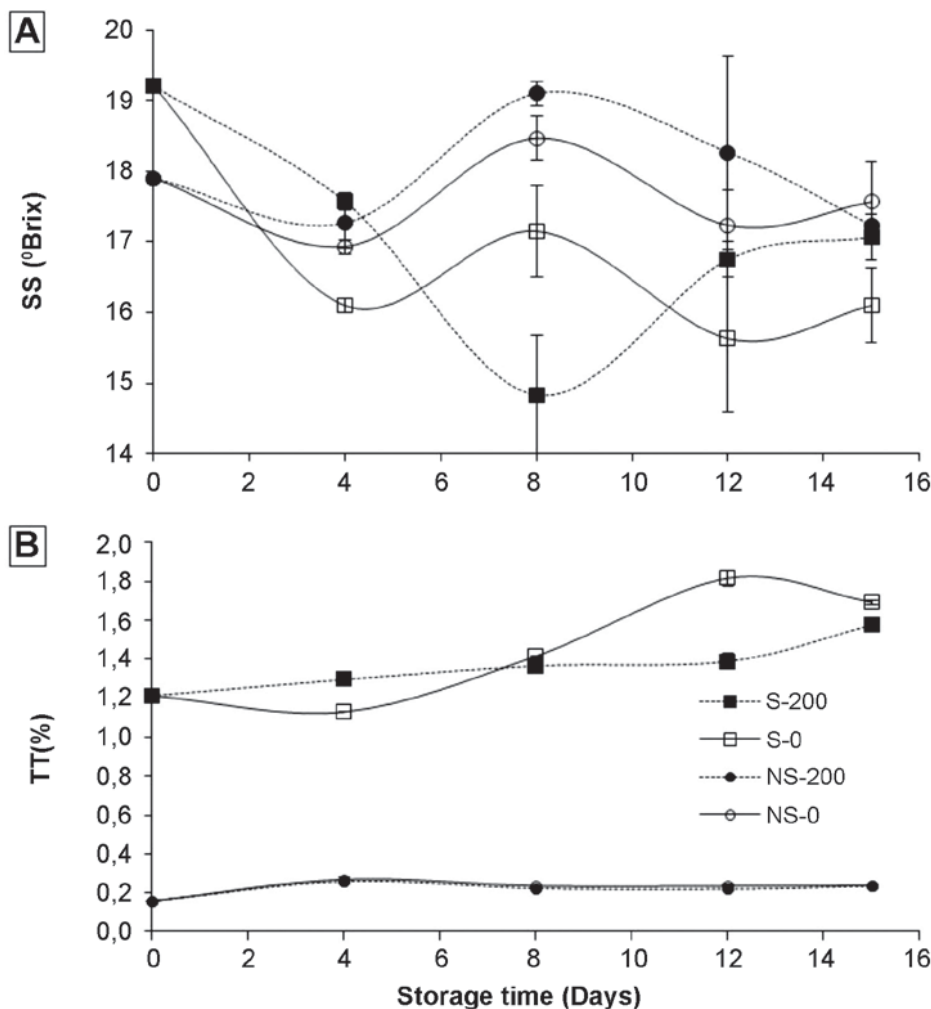 A
SS (⁰Brix)
20
19
18
17
16
15
14
0 2 4 6 8 10 12 14 16
B
TT(%)
2,0
1,8
1,6
1,4
1,2
1,0
0,8
0,6
0,4
0,2
0,0
S-200
S-0
NS-200
NS-0
0 2 4 6 8 10 12 14 16
Storage time (Days)